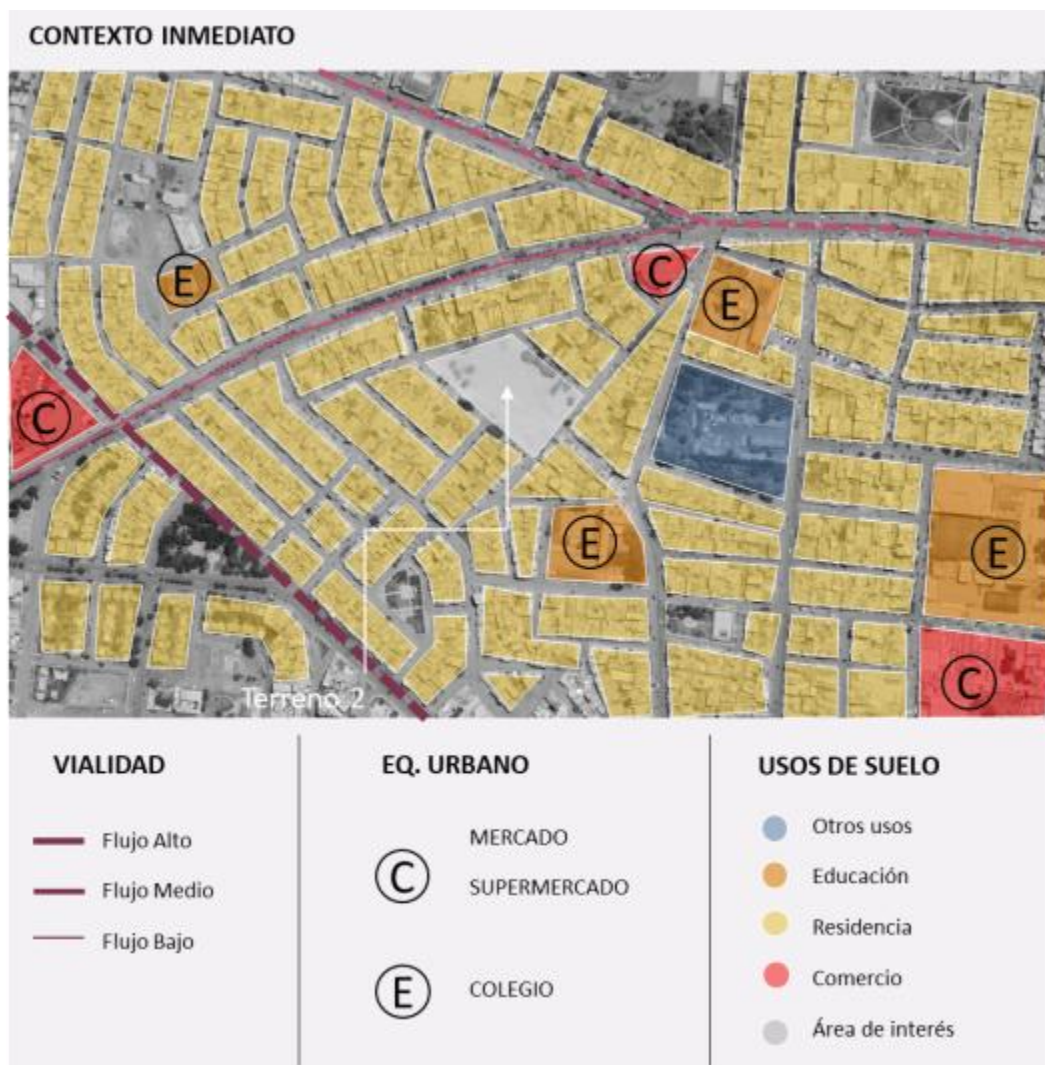 CONTEXTO INMEDIATO
C
E
E
C
E
E
C
Terreno 2
VIALIDAD
Flujo Alto
Flujo Medio
Flujo Bajo
EQ. URBANO
C
MERCADO
SUPERMERCADO
E
COLEGIO
USOS DE SUELO
Otros usos
Educación
Residencia
Comercio
Área de interés